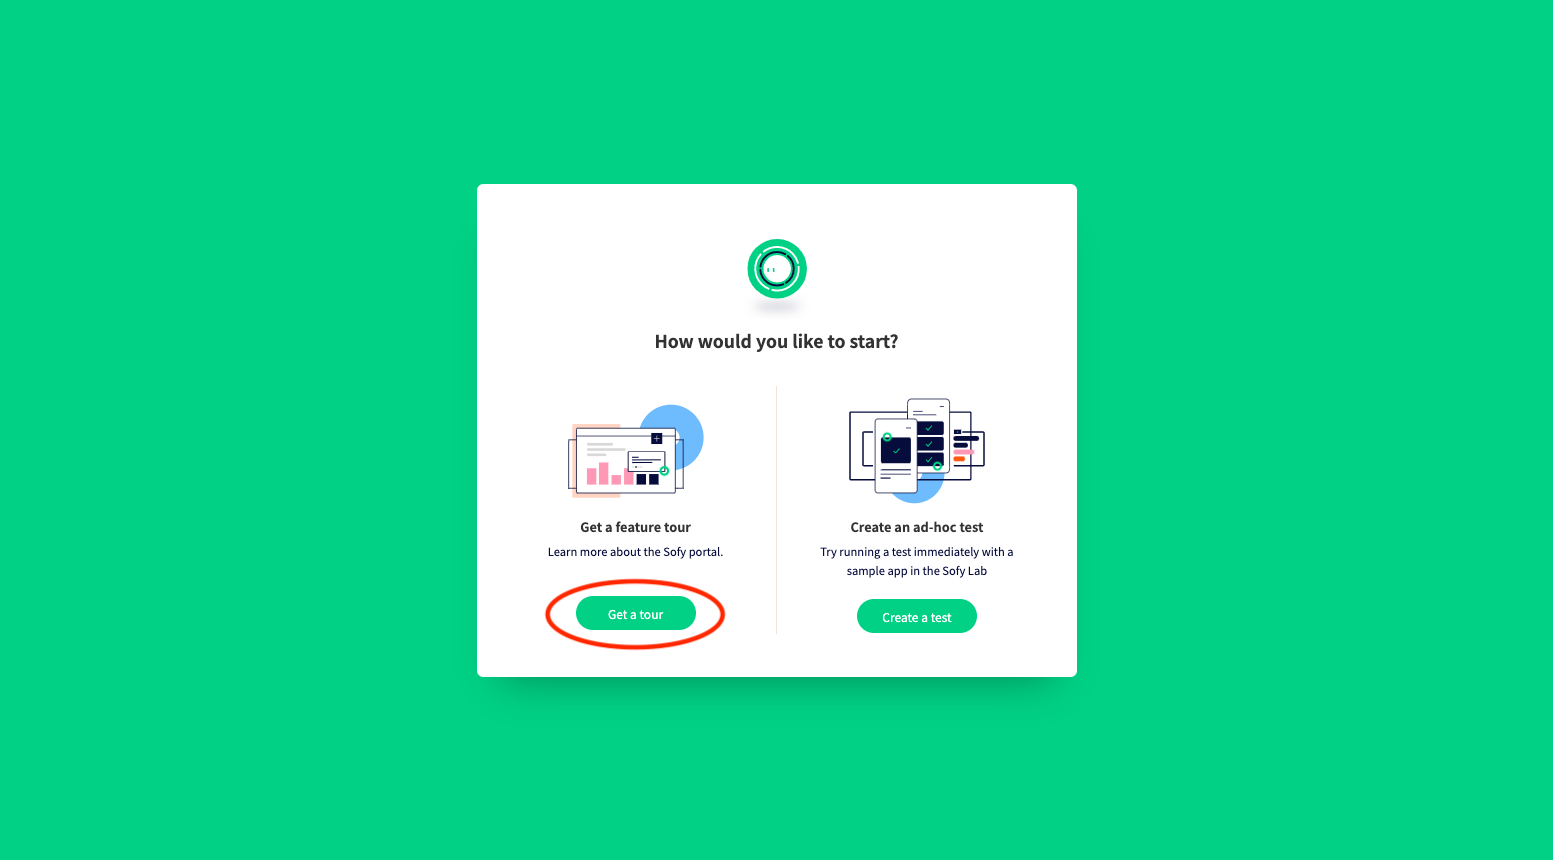 How would you like to start?
Get a feature tour
Learn more about the Sofy portal.
Get a tour
Create an ad-hoc test
Try running a test immediately with a
sample app in the Sofy Lab
Create a test